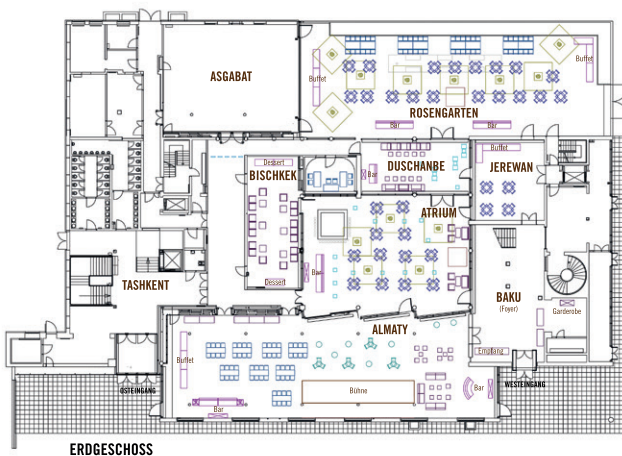 ASGABAT
Buffet
Buffet
ROSENGARTEN
Bar
Bar
Dessert
BISCHKEK
DUSCHANBE
Bar
Buffet
JEREWAN
ATRIUM
Bar
TASHKENT
Dessert
BAKU
(Foyer)
Garderobe
ALMATY
Buffet
Empfang
OSTEINGANG
Bühne
Bar
Bar
WESTEINGANG
ERDGESCHOSS